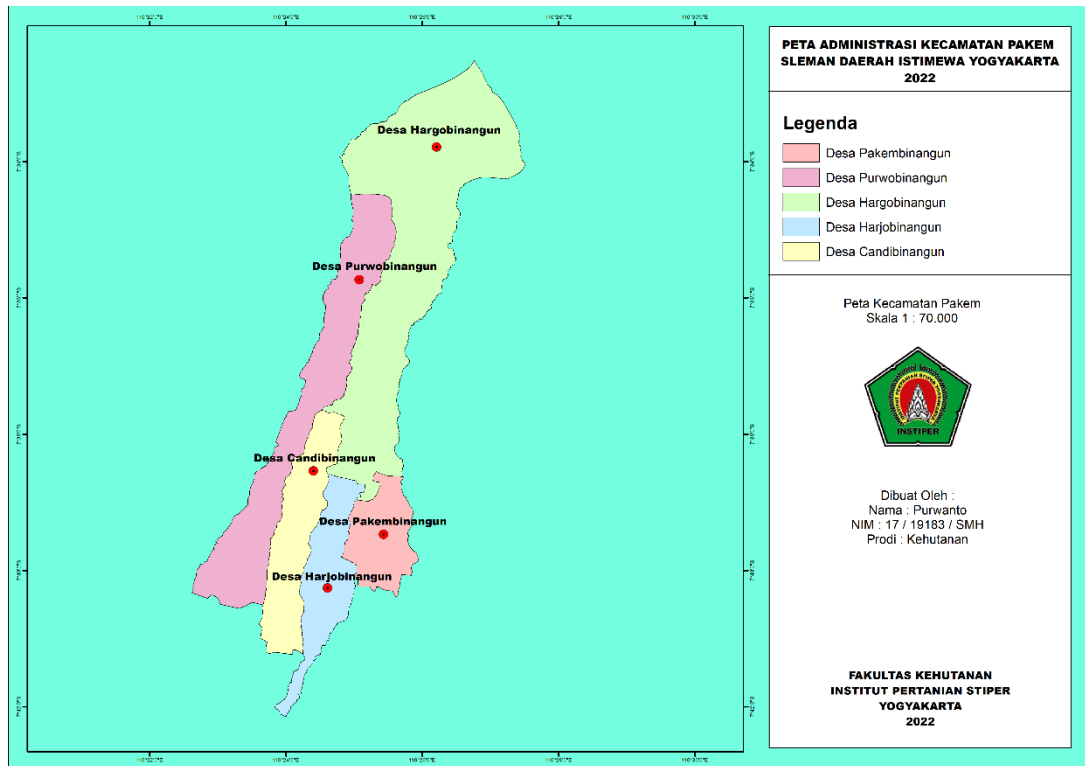 PETA ADMINISTRASI KECAMATAN PAKEM
SLEMAN DAERAH ISTIMEWA YOGYAKARTA
2022
Legenda
Desa Pakembinangun
Desa Purwobinangun
Desa Hargobinangun
Desa Harjobinangun
Desa Candibinangun
Peta Kecamatan Pakem
Skala 1 : 70.000
INSTIPER
Dibuat Oleh :
Nama : Purwanto
NIM : 17 / 19183 / SMH
Prodi : Kehutanan
FAKULTAS KEHUTANAN
INSTITUT PERTANIAN STIPER
YOGYAKARTA
2022
Desa Hargobinangun
Desa Purwobinangun
Desa Candibinangun
Desa Pakembinangun
Desa Harjobinangun